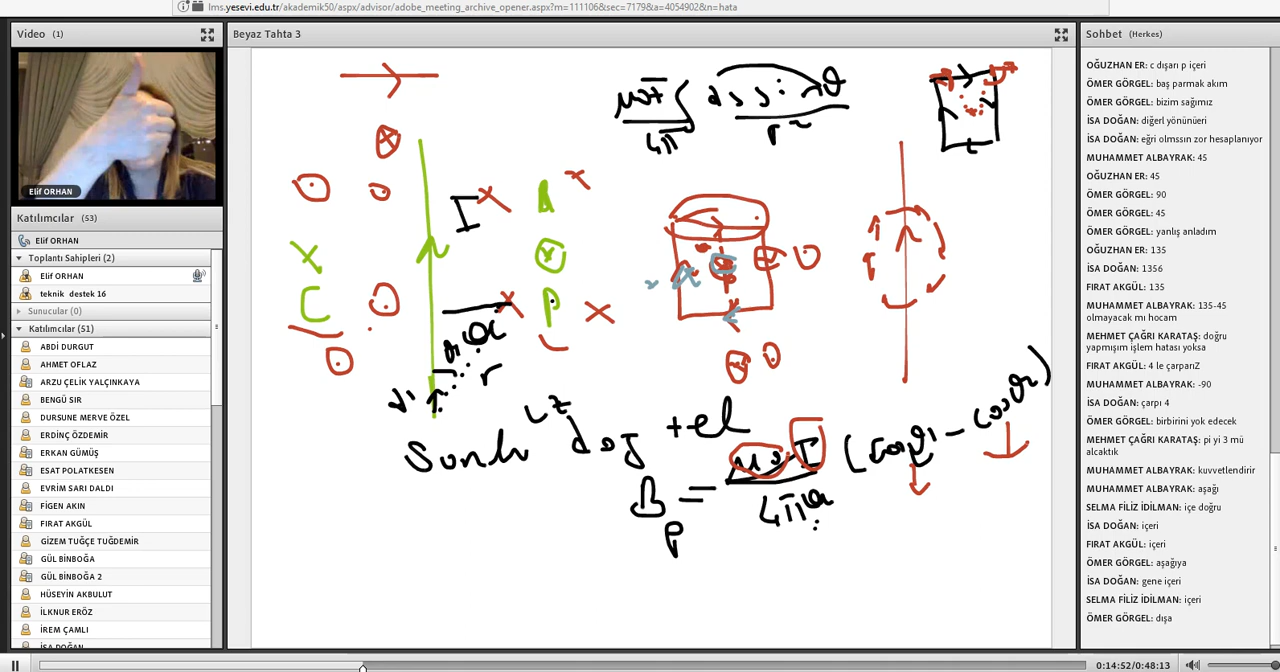 lms.yesevi.edu.tr/akademik50/aspx/advisor/adobe_meeting_archive_opener.aspx?m=111106&sec=7179&a=4054902&n=hata
Video (1)
Elif ORHAN
Katılımcılar (53)
Elif ORHAN
Toplantı Sahipleri (2)
Elif ORHAN
teknik destek 16
Sunucular (0)
Katılımcılar (51)
ABDİ DURGUT
AHMET OFLAZ
ARZU ÇELİK YALÇINKAYA
BENGÜ SIR
DURSUNE MERVE ÖZEL
ERDİNÇ ÖZDEMİR
ERKAN GÜMÜŞ
ESAT POLATKESEN
EVRİM SARI DALDI
FİGEN AKIN
FIRAT AKGÜL
GİZEM TUĞÇE TUĞDEMİR
GÜL BİNBOĞA
GÜL BİNBOĞA 2
HÜSEYİN AKBULUT
İLKNUR ERÖZ
İREM ÇAMLI
İSA DOĞAN
Beyaz Tahta 3
I
X
C
P
r
+el
B = 
P
4πa
Sohbet (Herkes)
OĞUZHAN ER: c dışarı p içeri
ÖMER GÖRGEL: baş parmak akım
ÖMER GÖRGEL: bizim sağımız
İSA DOĞAN: diğerl yönünüeri
İSA DOĞAN: eğri olmssın zor hesaplanıyor
MUHAMMET ALBAYRAK: 45
OĞUZHAN ER: 45
ÖMER GÖRGEL: 90
ÖMER GÖRGEL: 45
ÖMER GÖRGEL: yanlış anladım
OĞUZHAN ER: 135
İSA DOĞAN: 1356
FIRAT AKGÜL: 135
MUHAMMET ALBAYRAK: 135-45
olmayacak mı hocam
MEHMET ÇAĞRI KARATAŞ: doğru
yapmışım işlem hatası yoksa
FIRAT AKGÜL: 4 le çarparıZ
MUHAMMET ALBAYRAK: -90
İSA DOĞAN: çarpı 4
ÖMER GÖRGEL: birbirini yok edecek
MEHMET ÇAĞRI KARATAŞ: pi yi 3 mü
alcaktık
MUHAMMET ALBAYRAK: kuvvetlendirir
MUHAMMET ALBAYRAK: aşağı
SELMA FİLİZ İDİLMAN: içe doğru
İSA DOĞAN: içeri
FIRAT AKGÜL: içeri
ÖMER GÖRGEL: aşağıya
İSA DOĞAN: gene içeri
SELMA FİLİZ İDİLMAN: içeri
ÖMER GÖRGEL: dışa
0:14:52/0:48:13